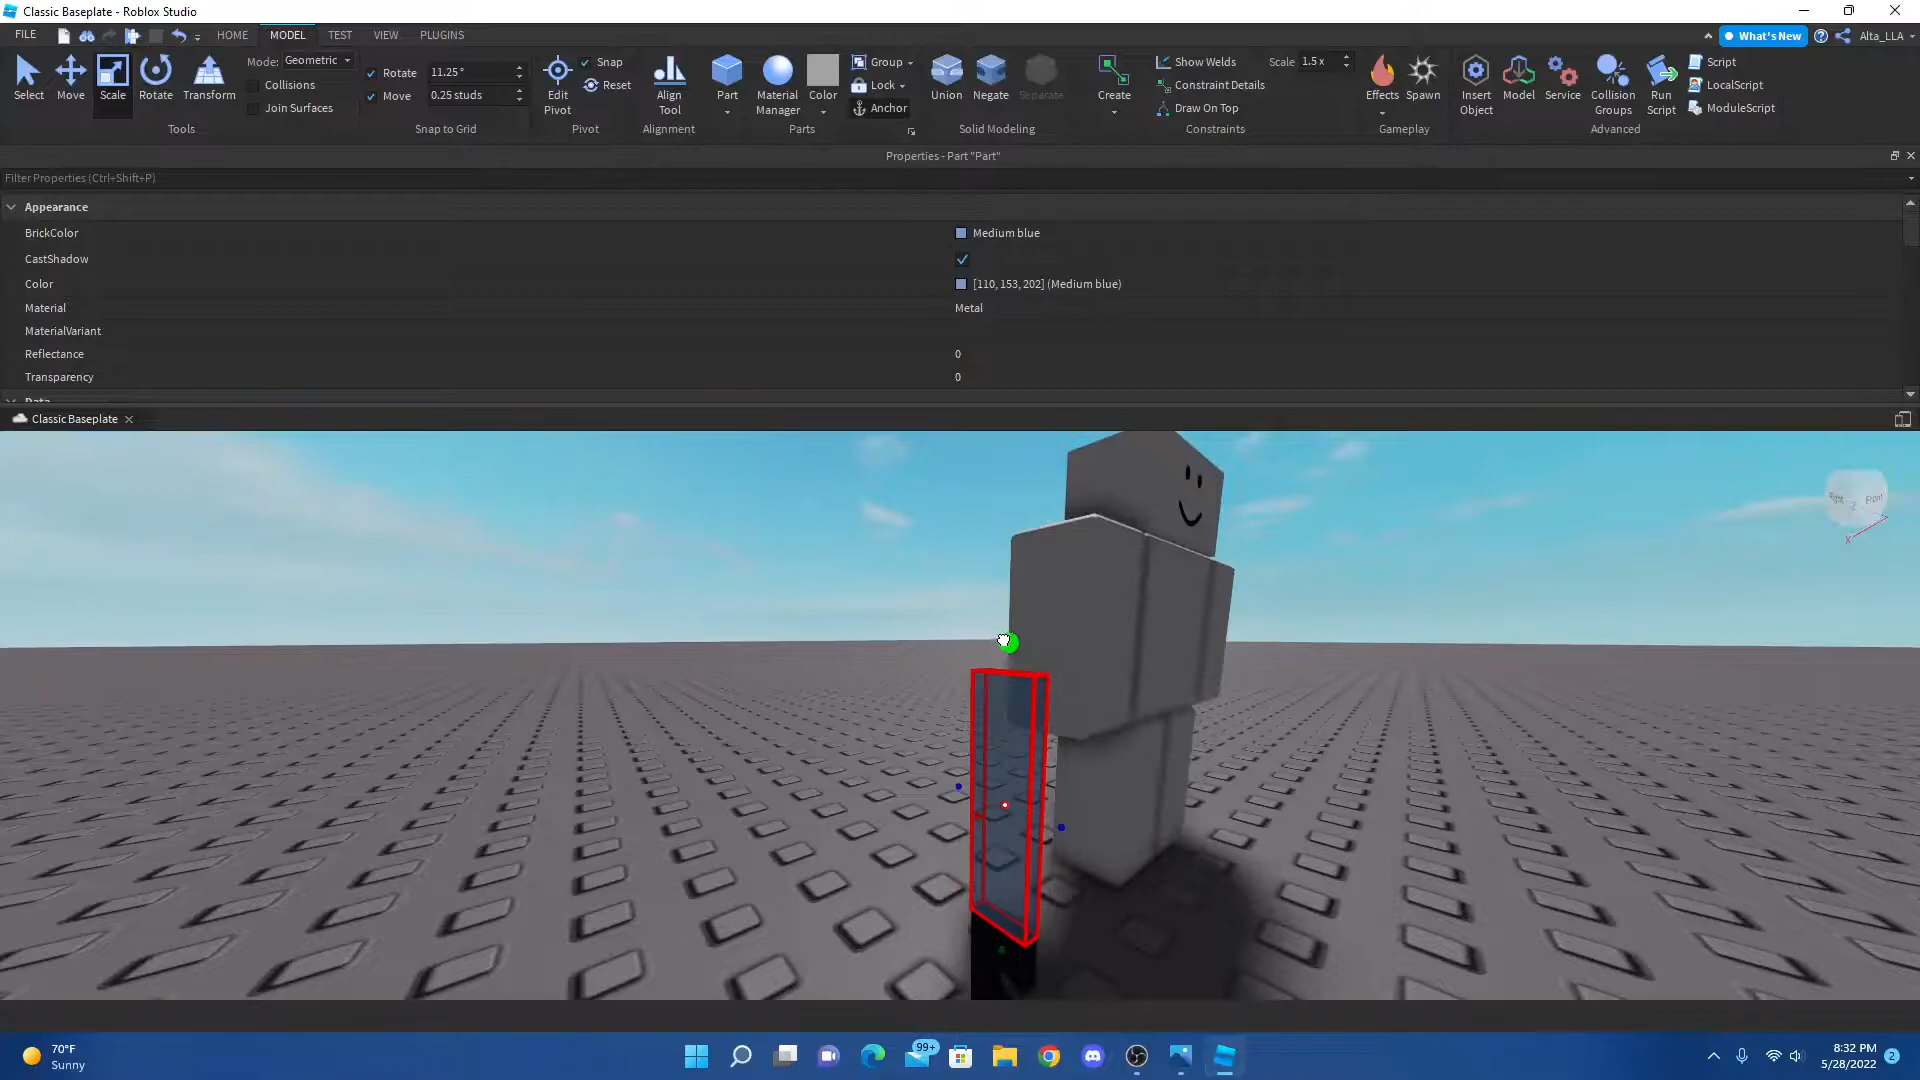 Classic Baseplate - Roblox Studio
FILE HOME MODEL TEST VIEW PLUGINS What's New Alta_LLA
Select Move Scale Rotate Transform
Mode: Geometric
Collisions
Join Surfaces
Tools
Rotate 11.25 °
Move 0.25 studs
Snap to Grid
Edit Pivot
Snap
Reset
Pivot
Align Tool
Alignment
Part
Material Manager
Color
Group
Lock
Anchor
Parts
Union Negate Separate
Solid Modeling
Create
Show Welds Scale 1.5 x
Constraint Details
Draw On Top
Constraints
Effects Spawn
Gameplay
Insert Object
Model
Service
Collision Groups
Run Script
Script
LocalScript
ModuleScript
Advanced
Properties - Part "Part"
Filter Properties (Ctrl+Shift+P)
Appearance
BrickColor Medium blue
CastShadow
Color [110, 153, 202] (Medium blue)
Material Metal
MaterialVariant
Reflectance 0
Transparency 0
Data
Classic Baseplate
Right Front
Z
X
70°F
Sunny
99+
8:32 PM
5/28/2022
2